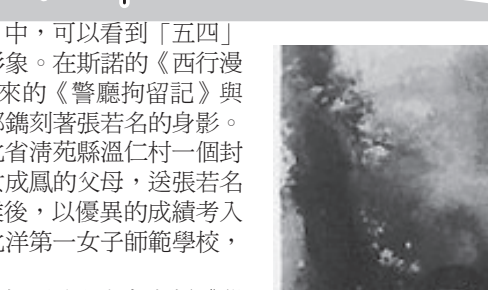 中，可以看到「五四」
形象。在斯諾的《西行漫
來的《警廳拘留記》與
都鐫刻著張若名的身影。
北省清苑縣溫仁村一個封
女成鳳的父母，送張若名
業後，以優異的成績考入
北洋第一女子師範學校，